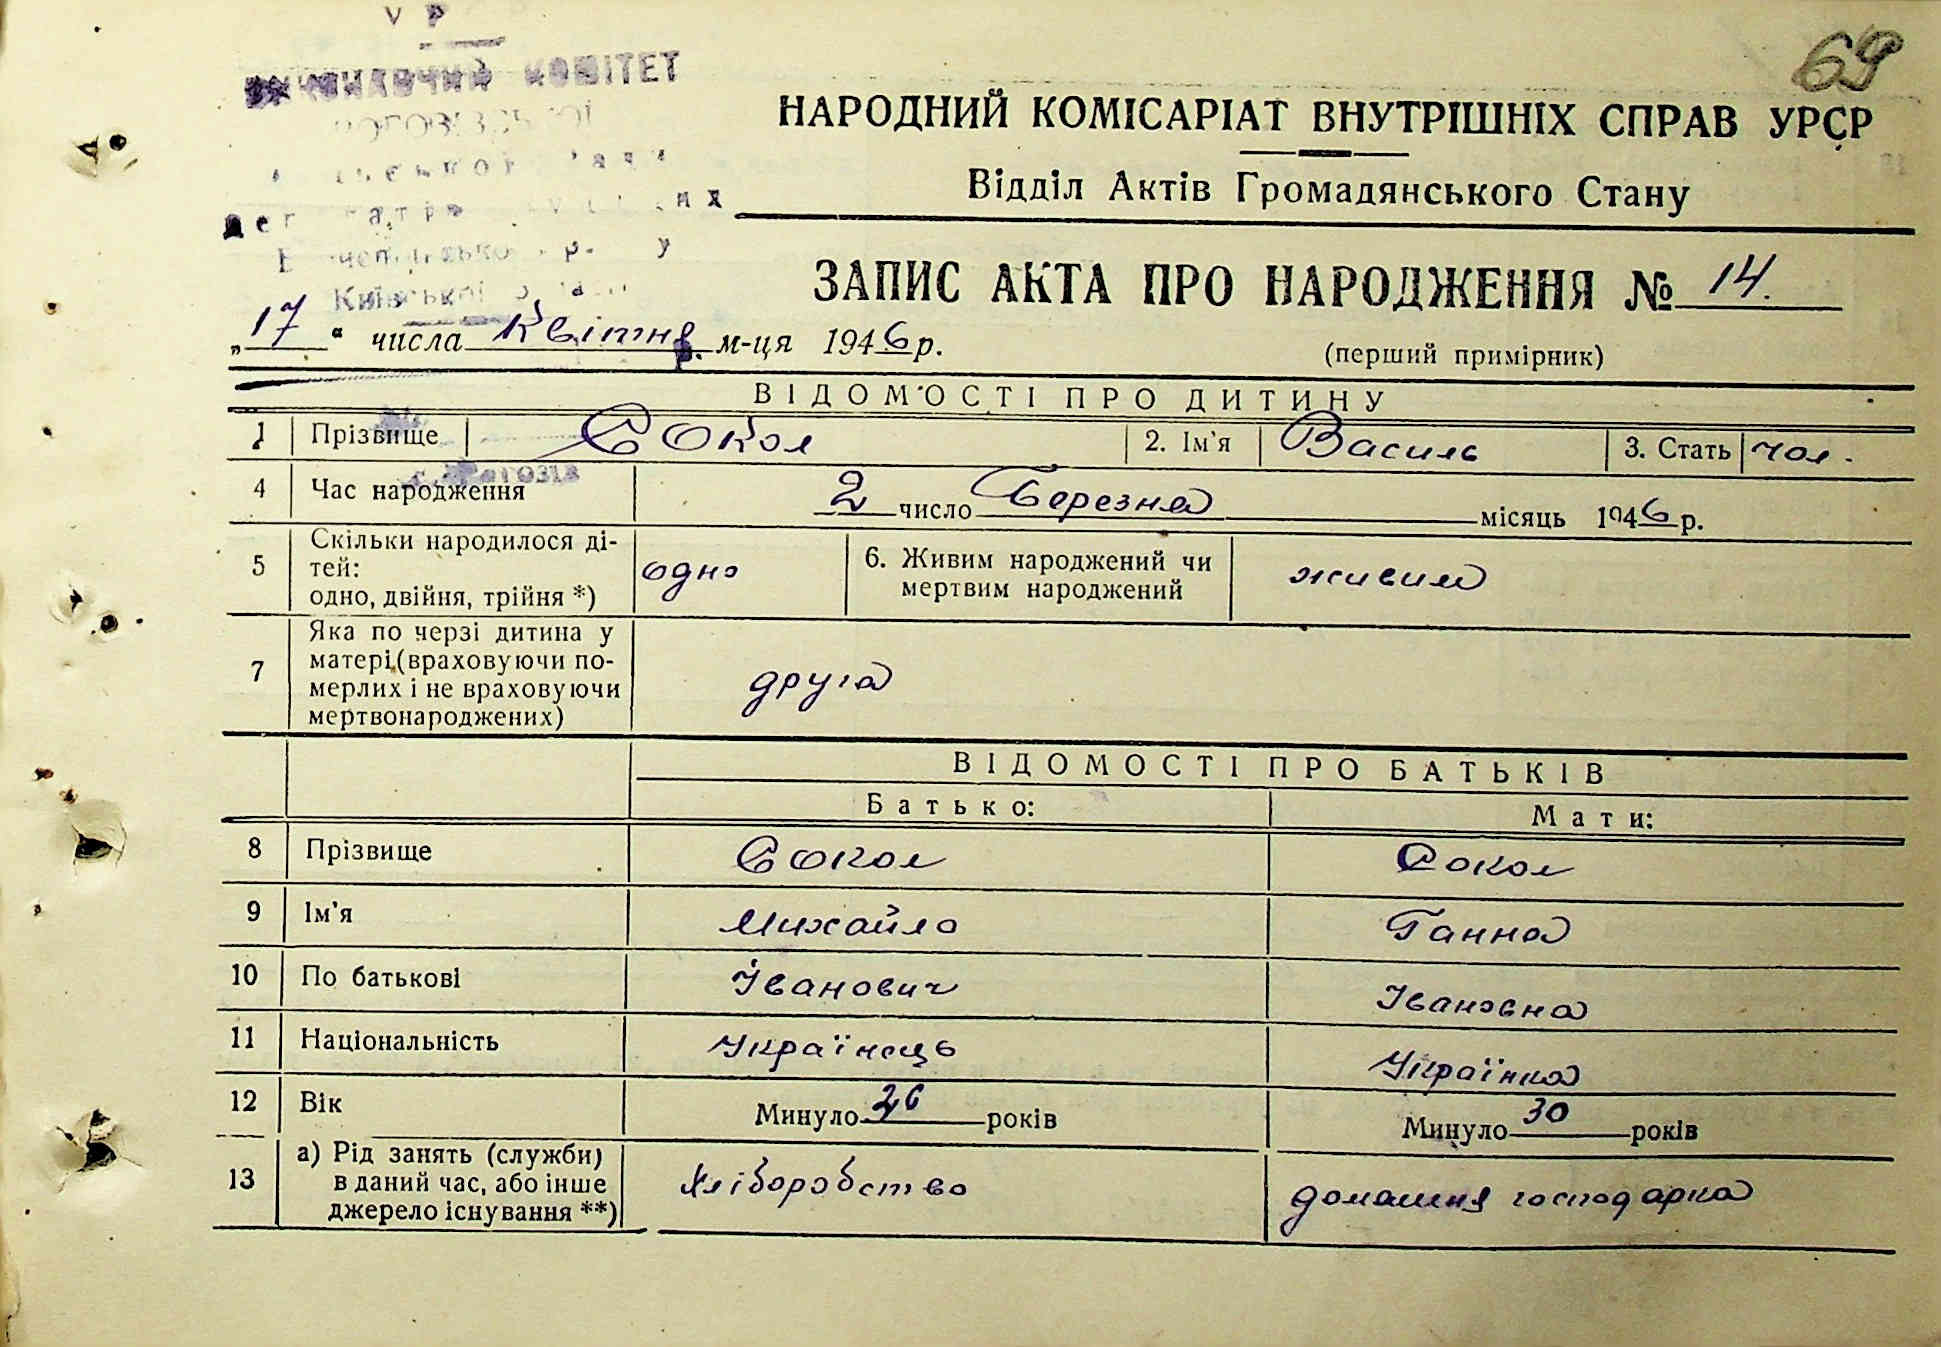 69
КОМІТЕТ
НАРОДНИЙ КОМІСАРІАТ ВНУТРІШНІХ СПРАВ УРСР
Відділ Актів Громадянського Стану
Київської
ЗАПИС АКТА ПРО НАРОДЖЕННЯ № 14.
„17“ числа Квітня м-ця 1946 р.
(перший примірник)
ВІДОМОСТІ ПРО ДИТИНУ
1 Прізвище Сокол 2. Ім'я Василь 3. Стать чол.
4 Час народження 2 число Березня місяць 1946 р.
5 Скільки народилося ді-
тей:
одно, двійня, трійня *) одно 6. Живим народжений чи
мертвим народжений живим
7 Яка по черзі дитина у
матері (враховуючи по-
мерлих і не враховуючи
мертвонароджених) друга
ВІДОМОСТІ ПРО БАТЬКІВ
Батько: Мати:
8 Прізвище Сокол Сокол
9 Ім'я Михайло Ганна
10 По батькові Іванович Івановна
11 Національність Українець Українка
12 Вік Минуло 26 років Минуло 30 років
13 а) Рід занять (служби)
в даний час, або інше
джерело існування **) Хліборобство домашня господарка